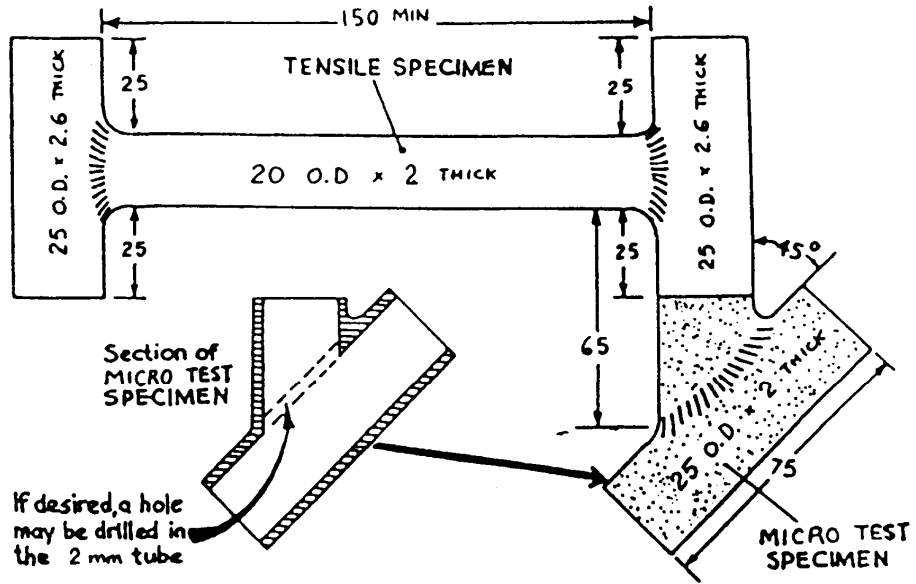 150 MIN
25
25
TENSILE SPECIMEN
25 O.D. × 2.6 THICK
20 O.D × 2 THICK
25 O.D. × 2.6 THICK
25
25
45°
65
Section of
MICRO TEST
SPECIMEN
25 O.D. × 2 THICK
75
If desired, a hole
may be drilled in
the 2 mm tube
MICRO TEST
SPECIMEN